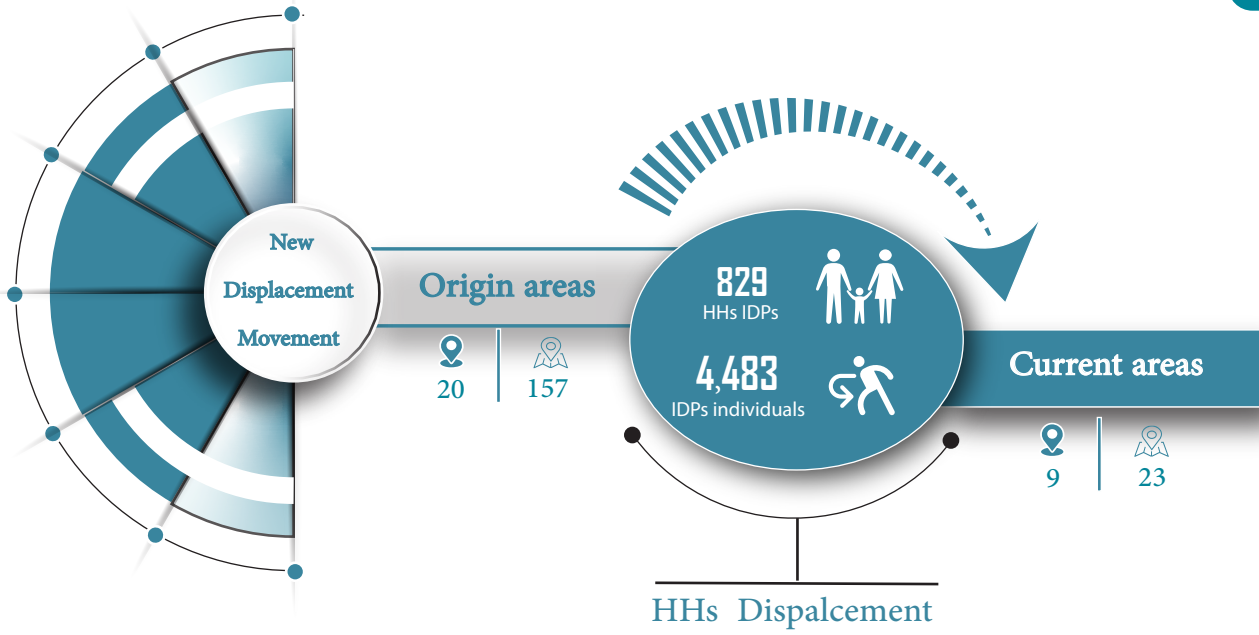 New
Displacement
Movement
Origin areas
20
157
829
HHs IDPs
4,483
IDPs individuals
Current areas
9
23
HHs Dispalcement